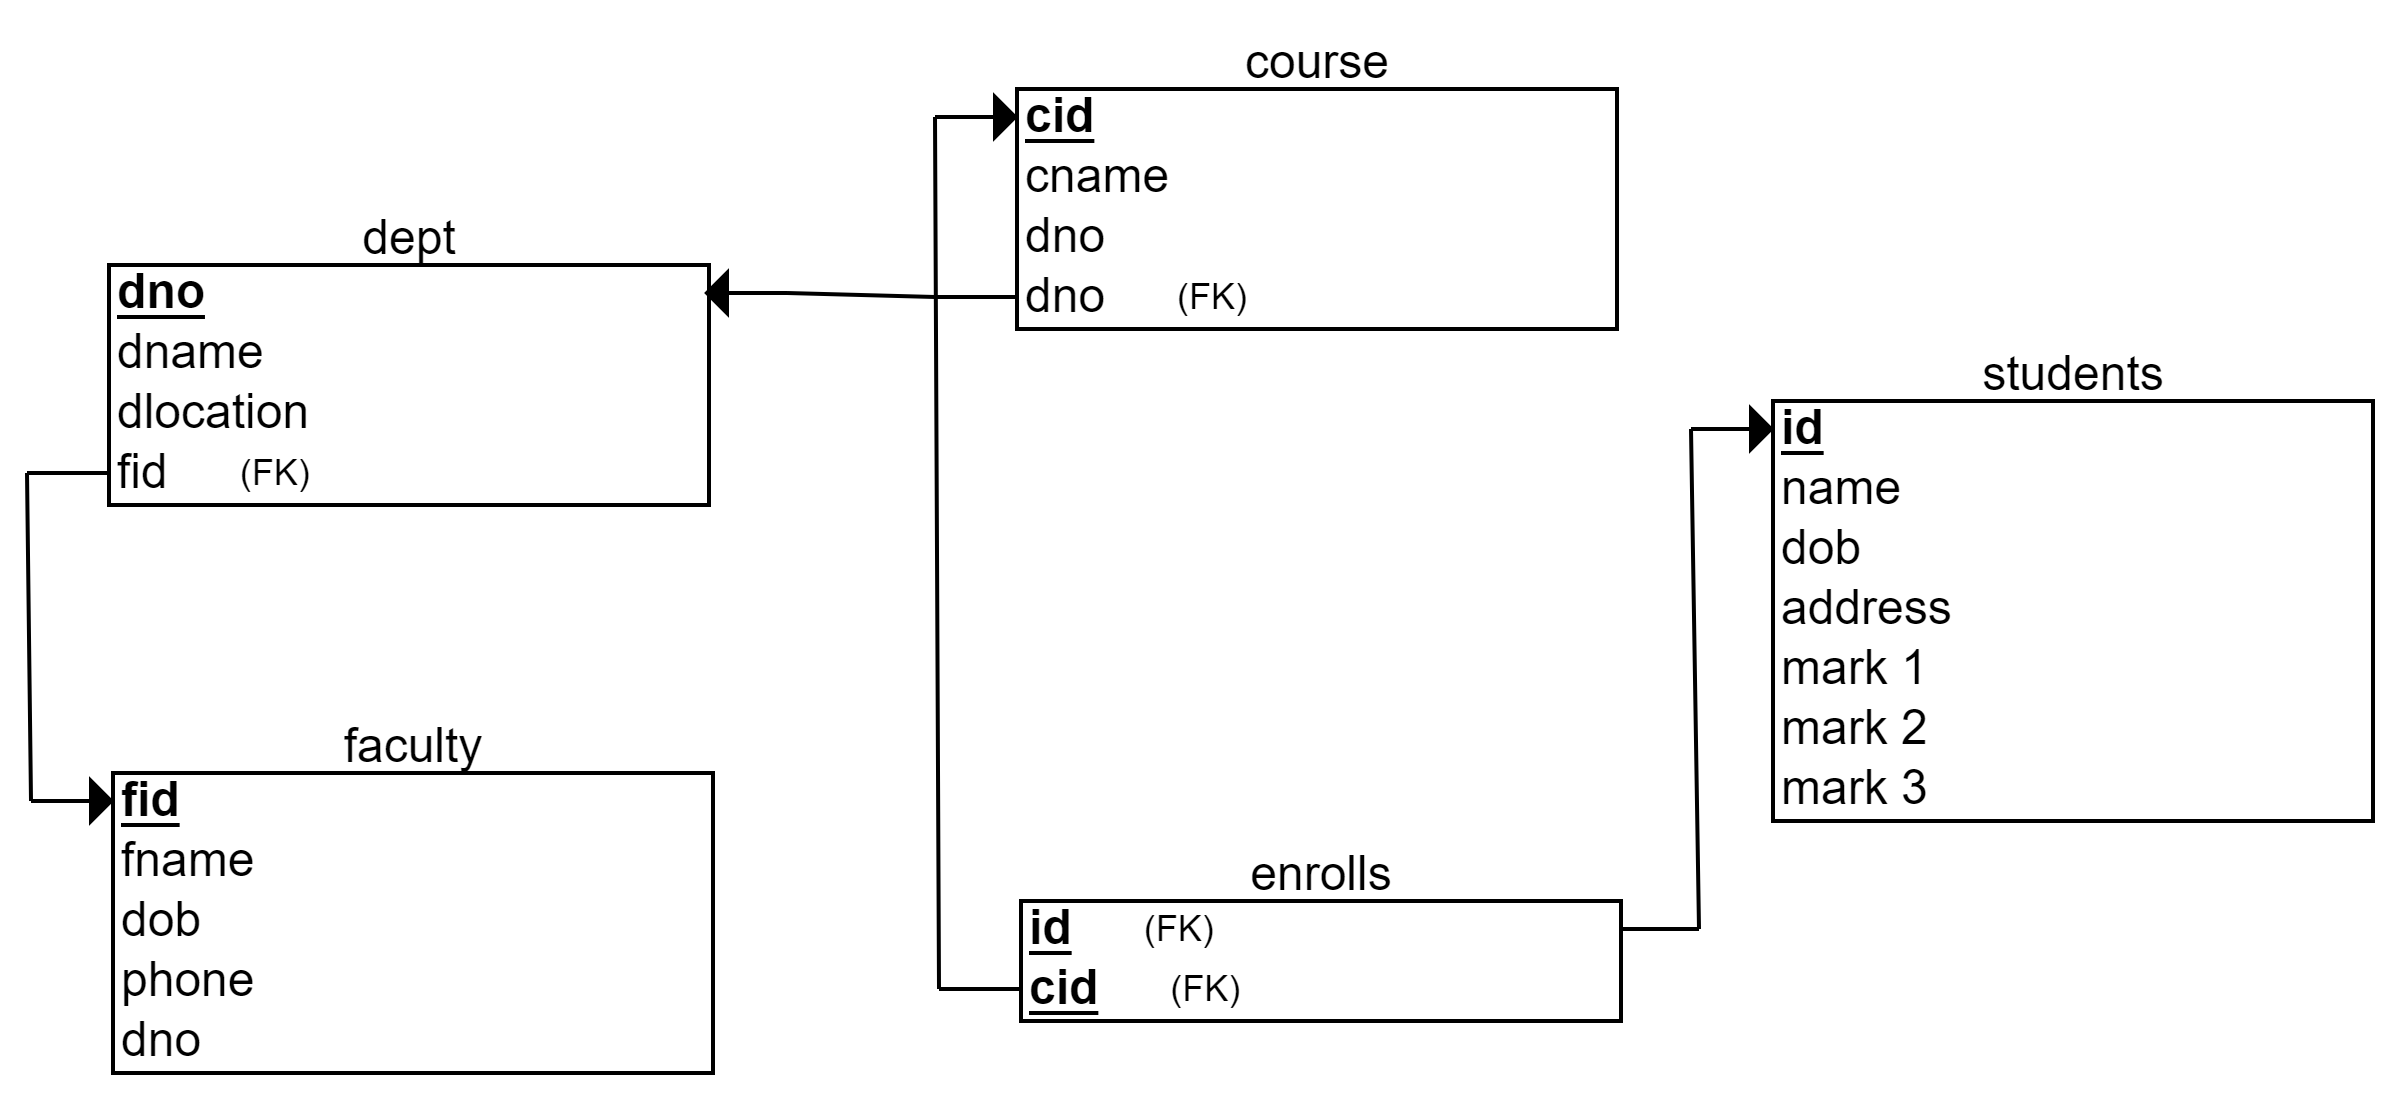 course
cid
cname
dno
dno (FK)
dept
dno
dname
dlocation
fid (FK)
students
id
name
dob
address
mark 1
mark 2
mark 3
faculty
fid
fname
dob
phone
dno
enrolls
id (FK)
cid (FK)